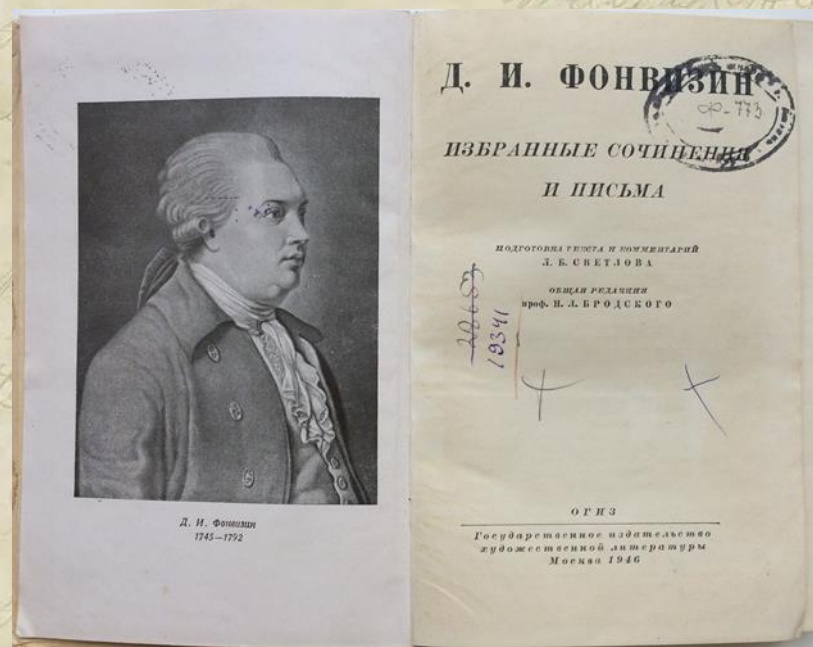 Д. И. Фонвизин
1745—1792
Д. И. ФОНВИЗИН
Ф-773
ИЗБРАННЫЕ СОЧИНЕНИЯ
И ПИСЬМА
ПОДГОТОВКА ТЕКСТА И КОММЕНТАРИЙ
Л. Б. СВЕТЛОВА
ОБЩАЯ РЕДАКЦИЯ
проф. Н. Л. БРОДСКОГО
19341
ОГИЗ
Государственное издательство
художественной литературы
Москва 1946